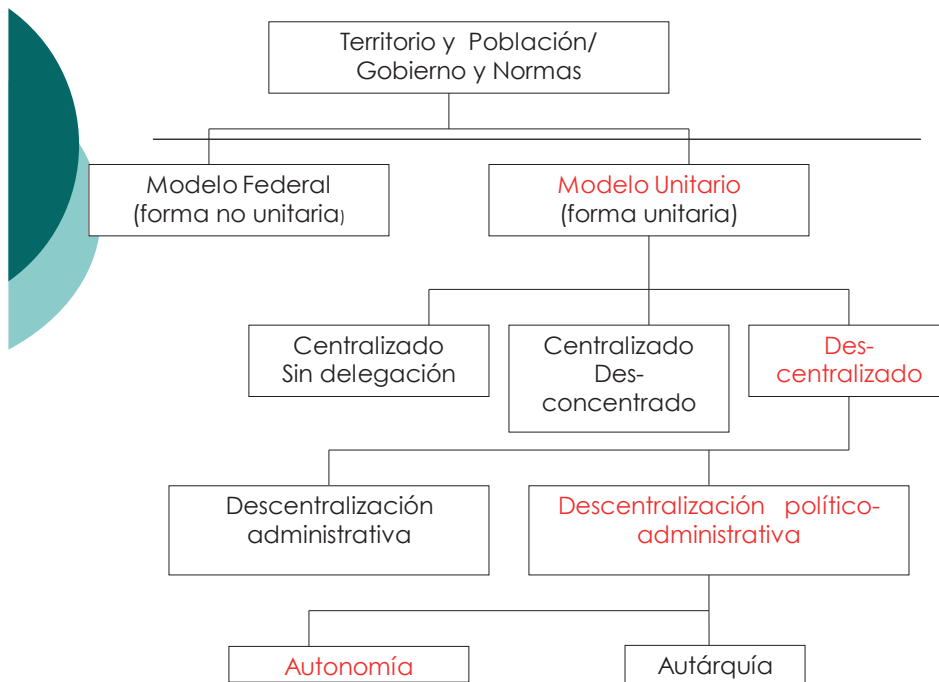 Territorio y Población/
Gobierno y Normas
Modelo Federal
(forma no unitaria)
Modelo Unitario
(forma unitaria)
Centralizado
Sin delegación
Centralizado
Des-
concentrado
Des-
centralizado
Descentralización
administrativa
Descentralización político-
administrativa
Autonomía
Autárquía